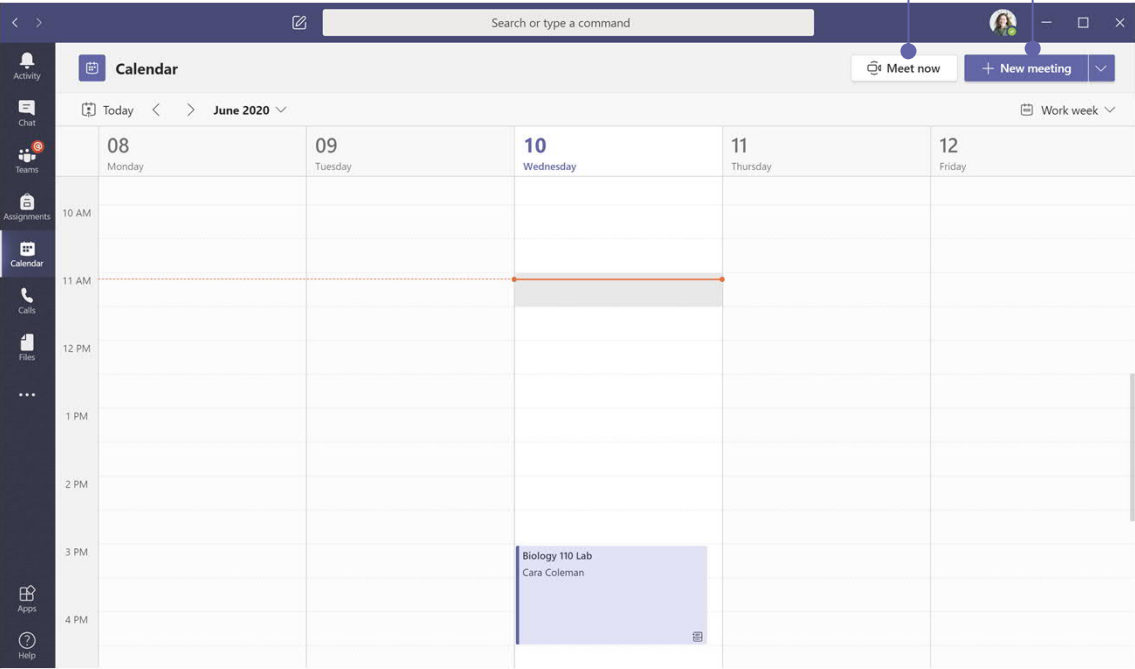 Search or type a command
Activity
Chat
Teams
Assignments
Calendar
Calls
Files
Apps
Help
Calendar
Meet now
New meeting
Today
June 2020
Work week
08
Monday
09
Tuesday
10
Wednesday
11
Thursday
12
Friday
10 AM
11 AM
12 PM
1 PM
2 PM
3 PM
4 PM
Biology 110 Lab
Cara Coleman